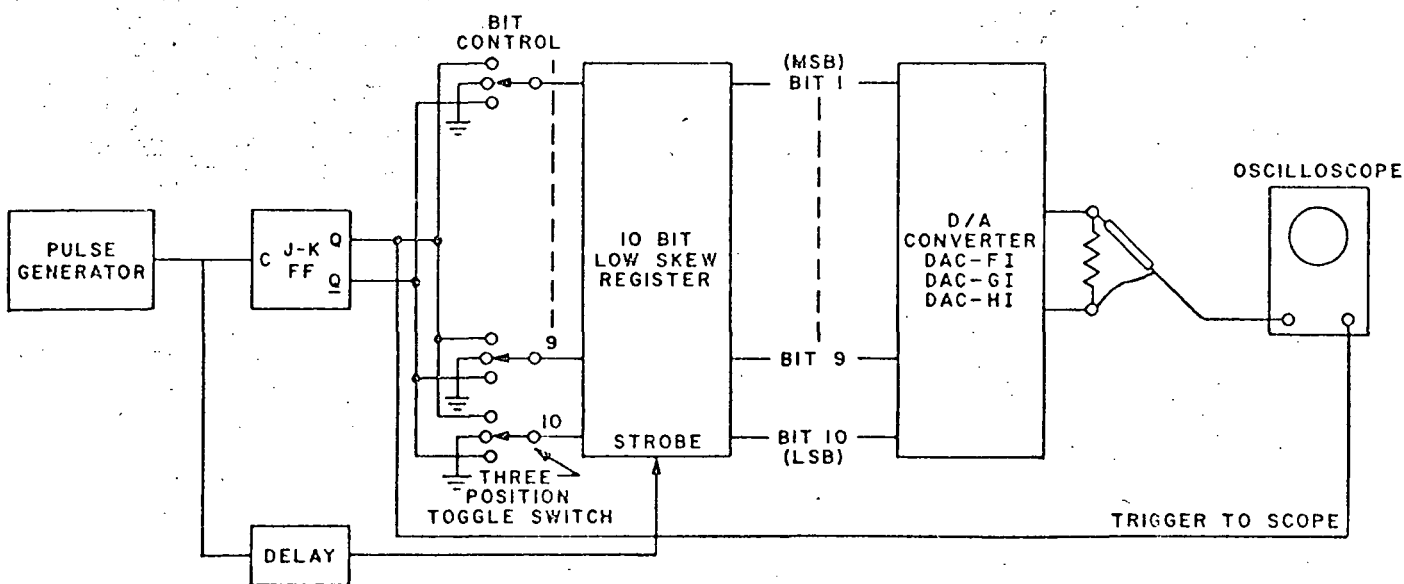 BIT
CONTROL
(MSB)
BIT 1
OSCILLOSCOPE
PULSE
GENERATOR
C
J-K
FF
Q
Q
10 BIT
LOW SKEW
REGISTER
D/A
CONVERTER
DAC-FI
DAC-GI
DAC-HI
9
BIT 9
10
STROBE
BIT 10
(LSB)
THREE
POSITION
TOGGLE SWITCH
TRIGGER TO SCOPE
DELAY